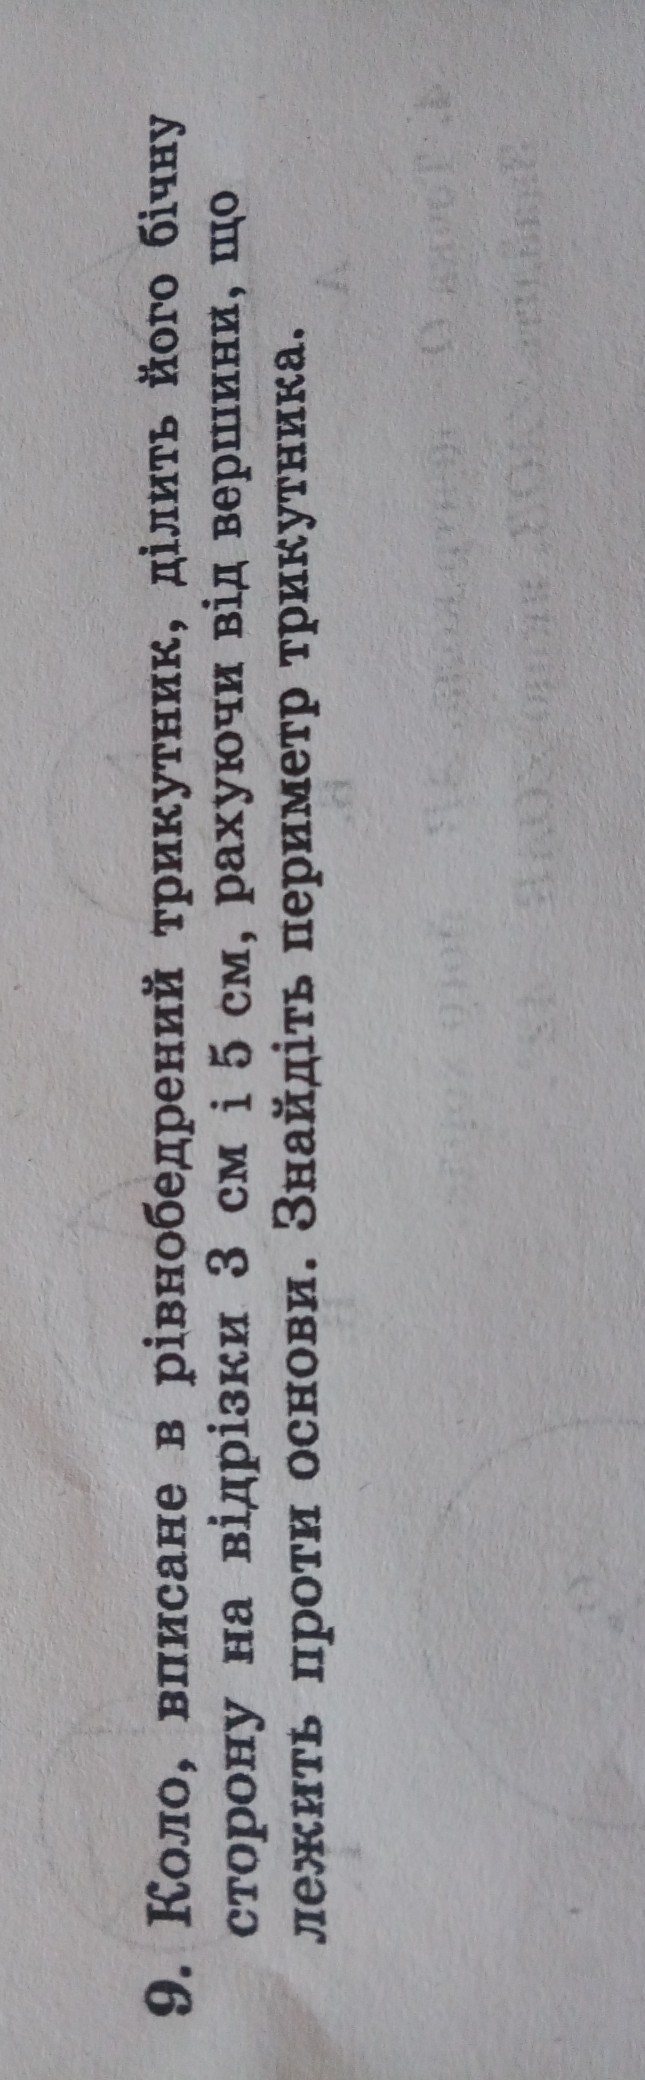 9. Коло, вписане в рівнобедрений трикутник, ділить його бічну
сторону на відрізки 3 см і 5 см, рахуючи від вершини, що
лежить проти основи. Знайдіть периметр трикутника.